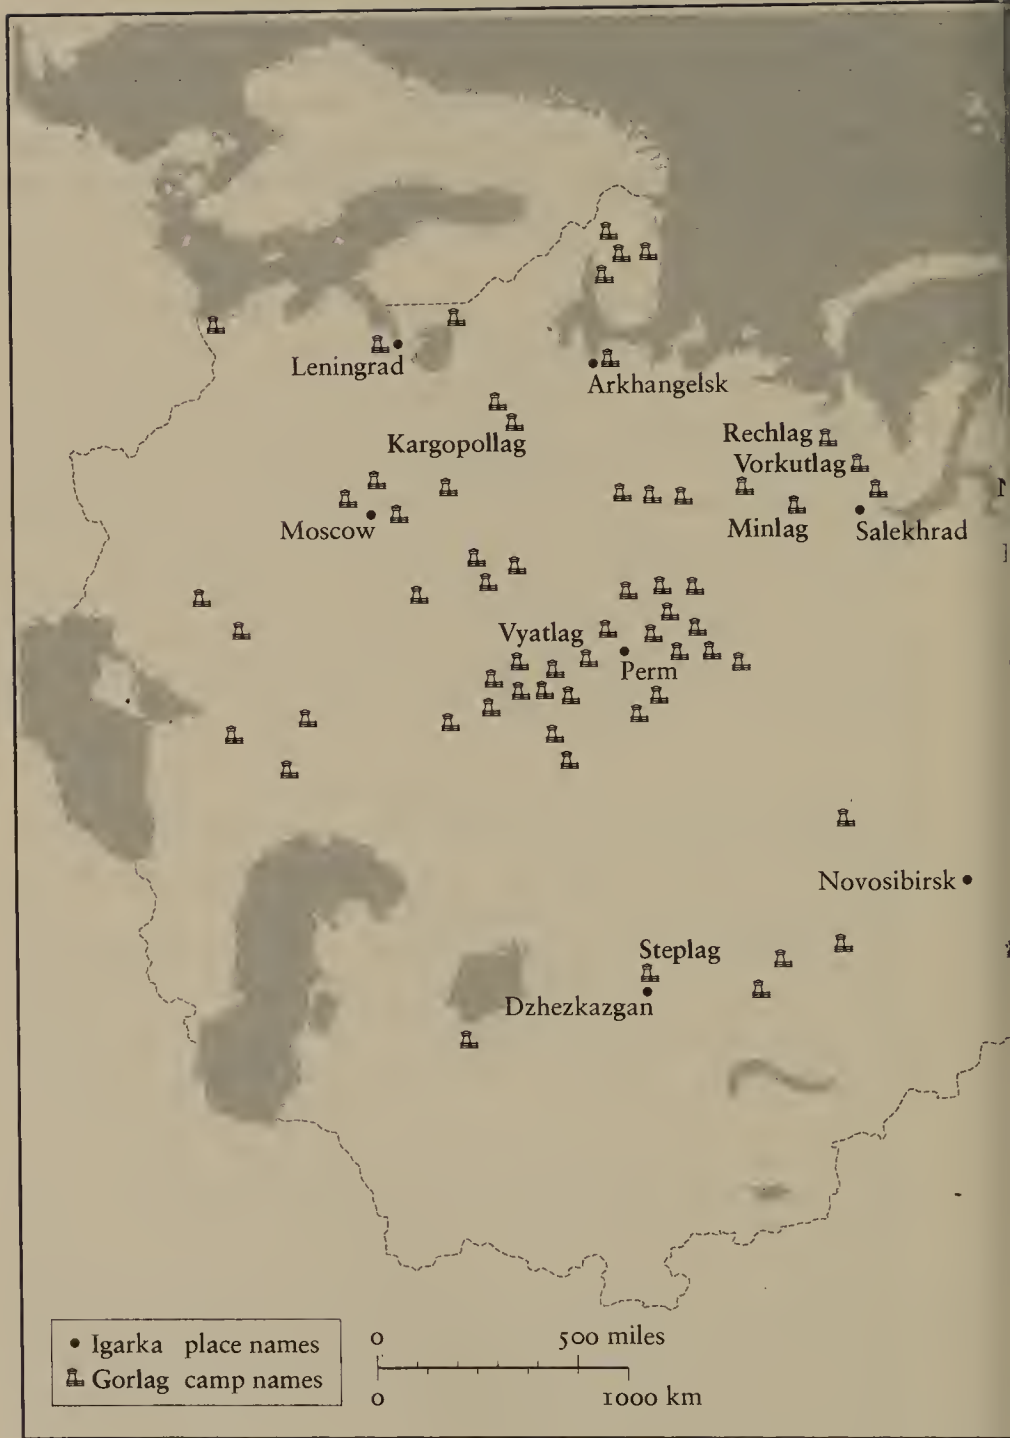 Leningrad
Arkhangelsk
Kargopollag
Rechlag
Vorkutlag
Moscow
Minlag
Salekhrad
Vyatlag
Perm
Novosibirsk
Steplag
Dzhezkazgan
Igarka place names
Gorlag camp names
0 500 miles
0 1000 km